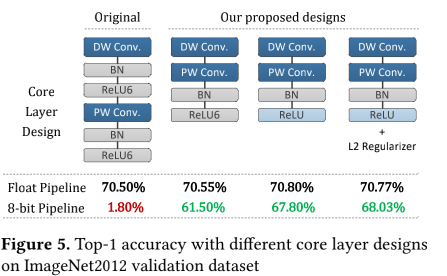 Original Our proposed designs
DW Conv. DW Conv. DW Conv. DW Conv.
BN PW Conv. PW Conv. PW Conv.
ReLU6 BN BN BN
PW Conv. ReLU6 ReLU ReLU
BN +
ReLU6 L2 Regularizer
Core
Layer
Design
Float Pipeline 70.50% 70.55% 70.80% 70.77%
8-bit Pipeline 1.80% 61.50% 67.80% 68.03%
Figure 5. Top-1 accuracy with different core layer designs
on ImageNet2012 validation dataset